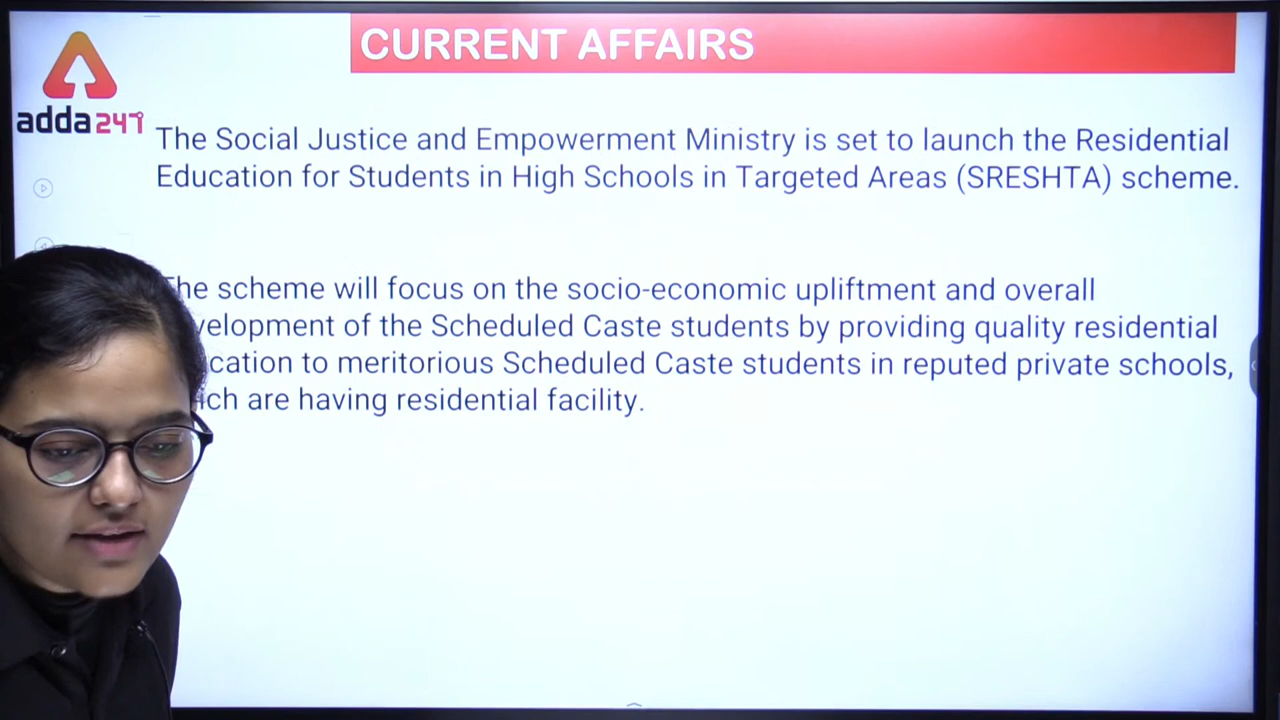 CURRENT AFFAIRS
adda247
The Social Justice and Empowerment Ministry is set to launch the Residential
Education for Students in High Schools in Targeted Areas (SRESHTA) scheme.
The scheme will focus on the socio-economic upliftment and overall
velopment of the Scheduled Caste students by providing quality residential
cation to meritorious Scheduled Caste students in reputed private schools,
ich are having residential facility.